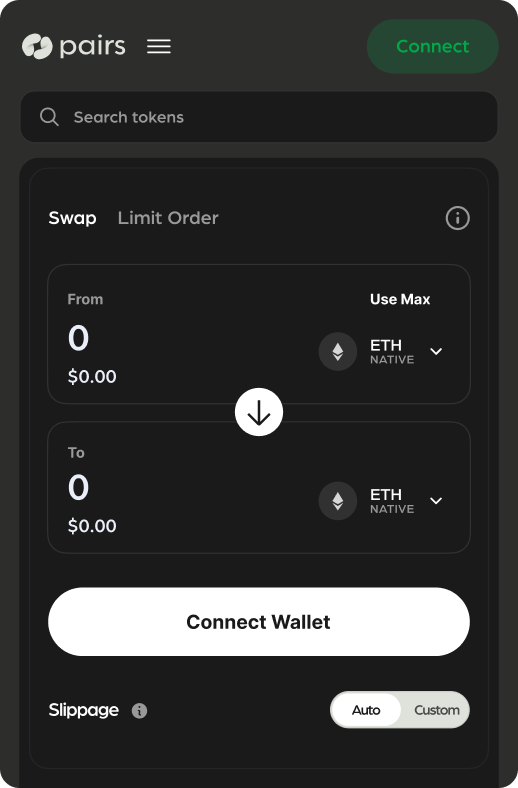 pairs
Connect
Search tokens
Swap Limit Order
From
Use Max
0
ETH
NATIVE
$0.00
To
0
ETH
NATIVE
$0.00
Connect Wallet
Slippage
Auto Custom